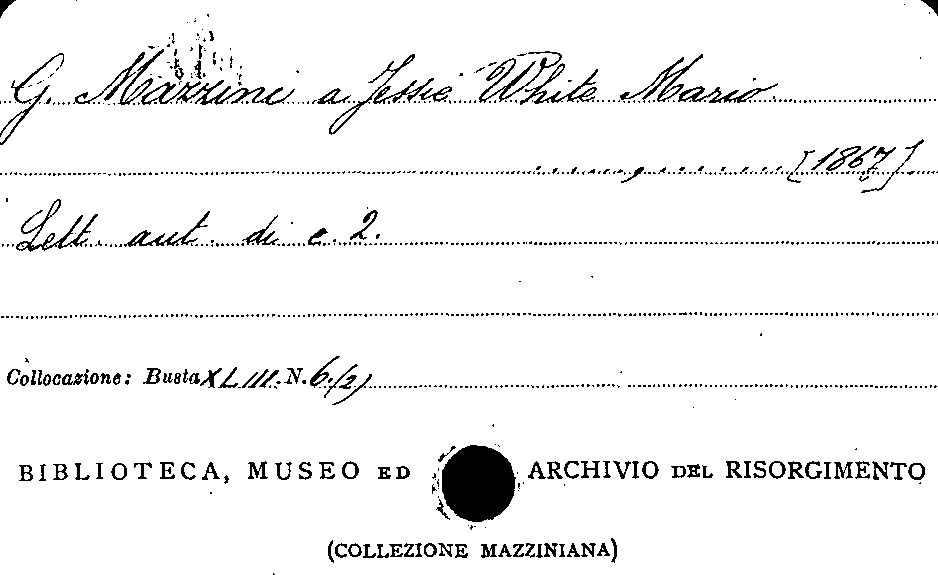 G. Mazzini a Jessie White Mario
......, ....... [1867].
Lett. aut. di c. 2.
Collocazione: Busta XLIII. N. 6.(2)
BIBLIOTECA, MUSEO ED ARCHIVIO DEL RISORGIMENTO
(COLLEZIONE MAZZINIANA)